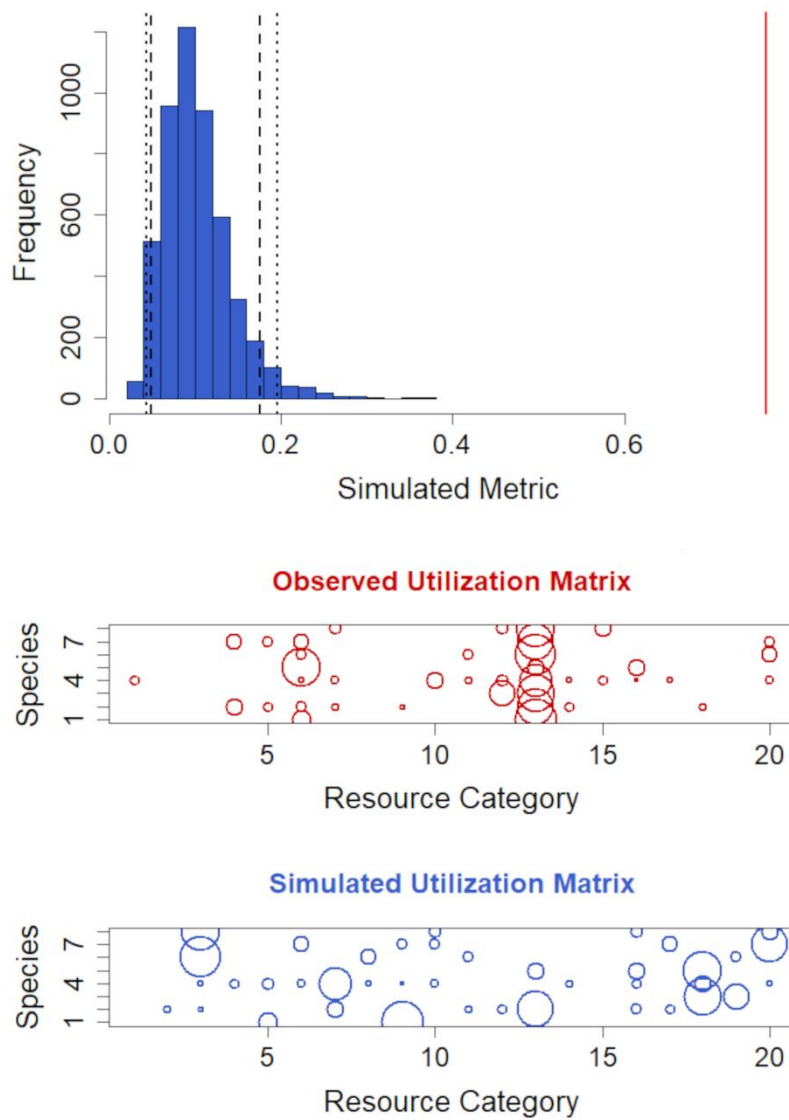 1000
600
200
0
Frequency
0.0 0.2 0.4 0.6
Simulated Metric
Observed Utilization Matrix
7
4
1
Species
5 10 15 20
Resource Category
Simulated Utilization Matrix
7
4
1
Species
5 10 15 20
Resource Category